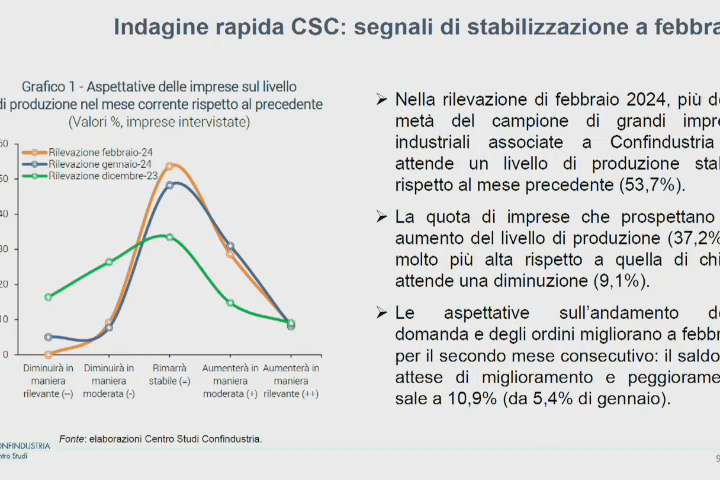 Indagine rapida CSC: segnali di stabilizzazione a febbra
Grafico 1 - Aspettative delle imprese sul livello
di produzione nel mese corrente rispetto al precedente
(Valori %, imprese intervistate)
60
50
40
30
20
10
0
Rilevazione febbraio-24
Rilevazione gennaio-24
Rilevazione dicembre-23
Diminuirà in
maniera
rilevante (--)
Diminuirà in
maniera
moderata (-)
Rimarrà
stabile (=)
Aumenterà in
maniera
moderata (+)
Aumenterà in
maniera
rilevante (++)
Fonte: elaborazioni Centro Studi Confindustria.
ONFINDUSTRIA
ntro Studi
➢ Nella rilevazione di febbraio 2024, più de
metà del campione di grandi impre
industriali associate a Confindustria
attende un livello di produzione stab
rispetto al mese precedente (53,7%).
➢ La quota di imprese che prospettano
aumento del livello di produzione (37,2%
molto più alta rispetto a quella di chi
attende una diminuzione (9,1%).
➢ Le aspettative sull'andamento de
domanda e degli ordini migliorano a febbr
per il secondo mese consecutivo: il saldo
attese di miglioramento e peggiorame
sale a 10,9% (da 5,4% di gennaio).
9